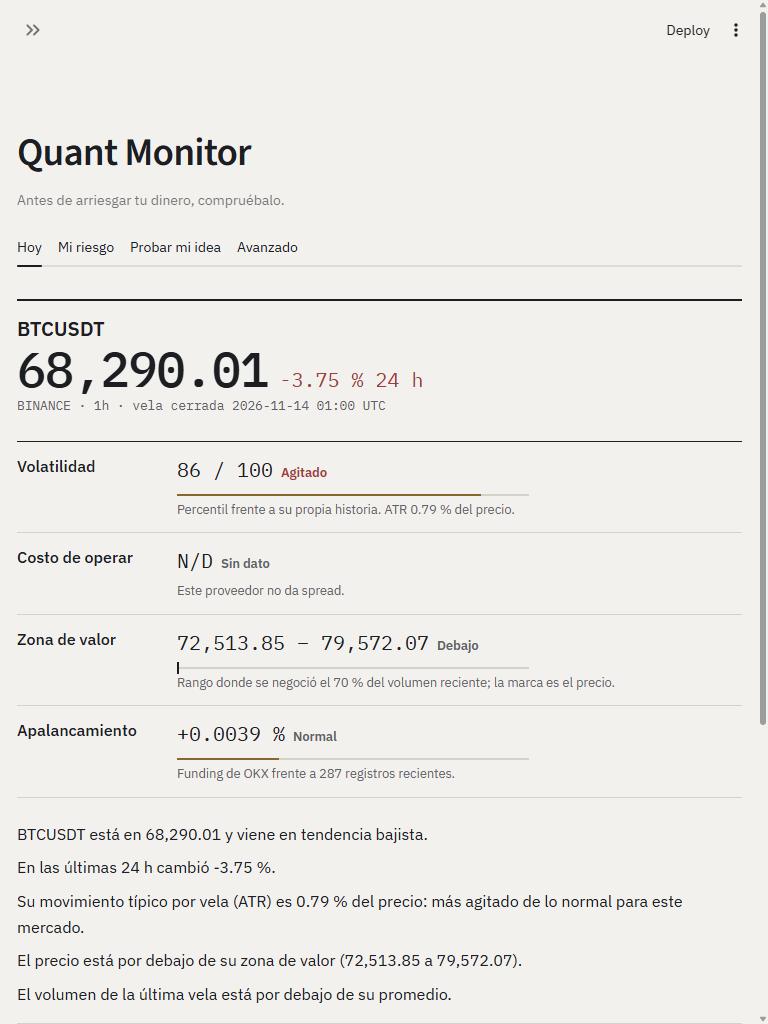 Deploy
Quant Monitor
Antes de arriesgar tu dinero, compruébalo.
Hoy Mi riesgo Probar mi idea Avanzado
BTCUSDT
68,290.01 -3.75 % 24 h
BINANCE · 1h · vela cerrada 2026-11-14 01:00 UTC
Volatilidad 86 / 100 Agitado
Percentil frente a su propia historia. ATR 0.79 % del precio.
Costo de operar N/D Sin dato
Este proveedor no da spread.
Zona de valor 72,513.85 – 79,572.07 Debajo
Rango donde se negoció el 70 % del volumen reciente; la marca es el precio.
Apalancamiento +0.0039 % Normal
Funding de OKX frente a 287 registros recientes.
BTCUSDT está en 68,290.01 y viene en tendencia bajista.
En las últimas 24 h cambió -3.75 %.
Su movimiento típico por vela (ATR) es 0.79 % del precio: más agitado de lo normal para este
mercado.
El precio está por debajo de su zona de valor (72,513.85 a 79,572.07).
El volumen de la última vela está por debajo de su promedio.